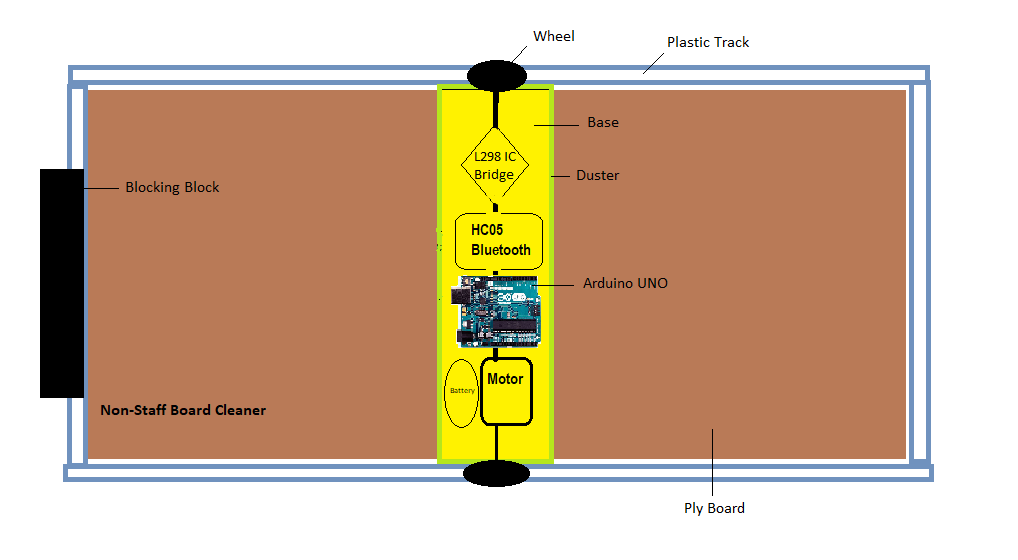 Wheel
Plastic Track
Base
L298 IC
Bridge
Duster
Blocking Block
HC05
Bluetooth
Arduino UNO
Battery
Motor
Non-Staff Board Cleaner
Ply Board